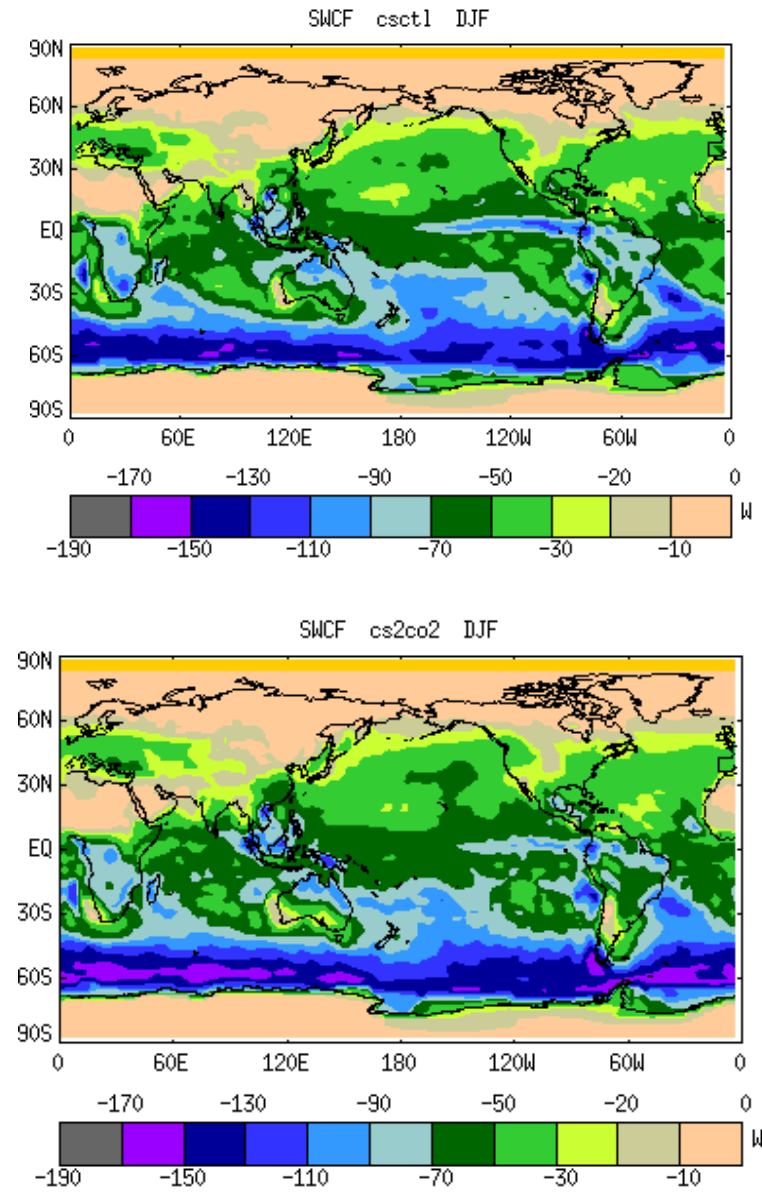 SWCF csctl DJF
90N
60N
30N
EQ
30S
60S
90S
0 60E 120E 180 120W 60W 0
-170 -130 -90 -50 -20 0
W
-190 -150 -110 -70 -30 -10
SWCF cs2co2 DJF
90N
60N
30N
EQ
30S
60S
90S
0 60E 120E 180 120W 60W 0
-170 -130 -90 -50 -20 0
W
-190 -150 -110 -70 -30 -10